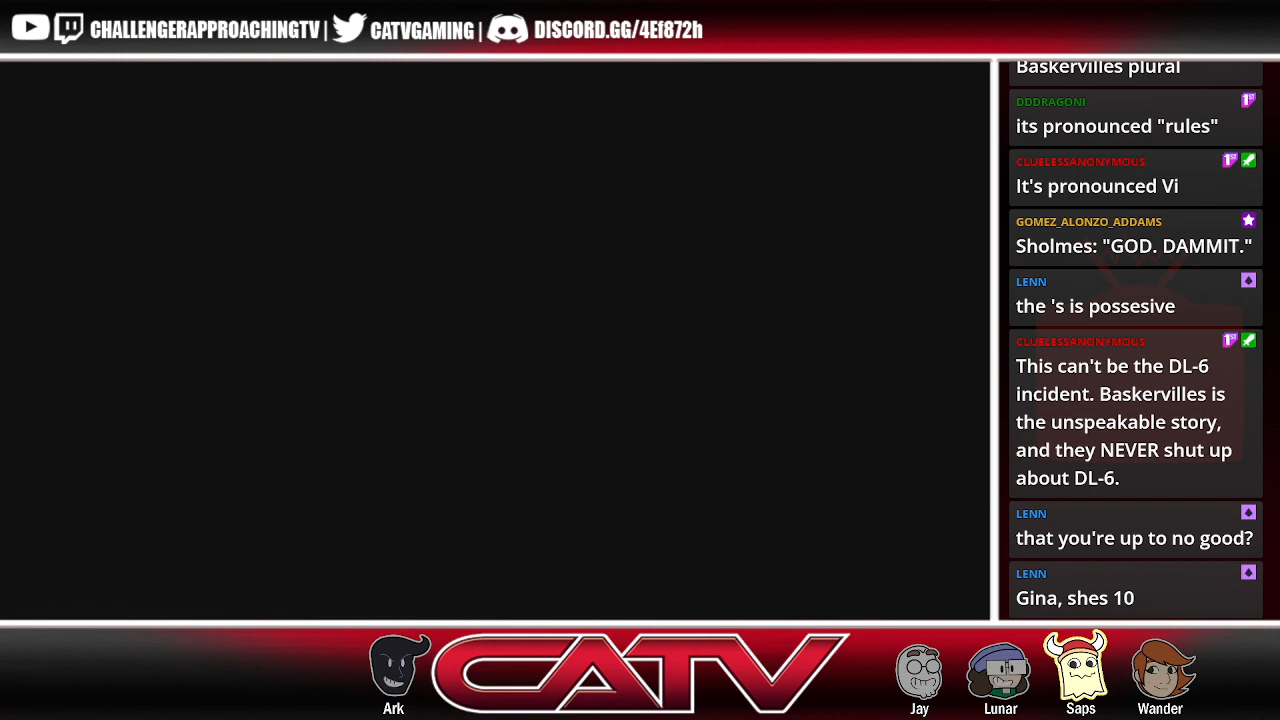 CHALLENGERAPPROACHINGTV | CATVGAMING | DISCORD.GG/4Ef872h
Baskervilles plural
DDDRAGONI
its pronounced "rules"
CLUELESSANONYMOUS
It's pronounced Vi
GOMEZ_ALONZO_ADDAMS
Sholmes: "GOD. DAMMIT."
LENN
the 's is possesive
CLUELESSANONYMOUS
This can't be the DL-6
incident. Baskervilles is
the unspeakable story,
and they NEVER shut up
about DL-6.
LENN
that you're up to no good?
LENN
Gina, shes 10
CATV
Ark
Jay
Lunar
Saps
Wander